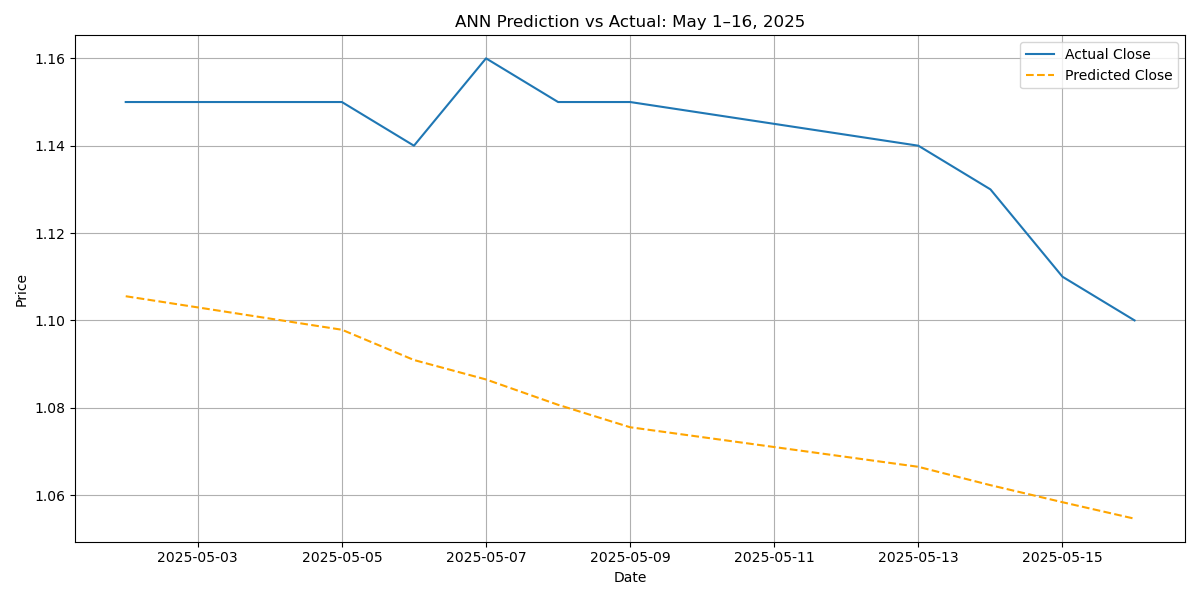 ANN Prediction vs Actual: May 1–16, 2025
Actual Close
Predicted Close
Price
1.16
1.14
1.12
1.10
1.08
1.06
2025-05-03
2025-05-05
2025-05-07
2025-05-09
2025-05-11
2025-05-13
2025-05-15
Date